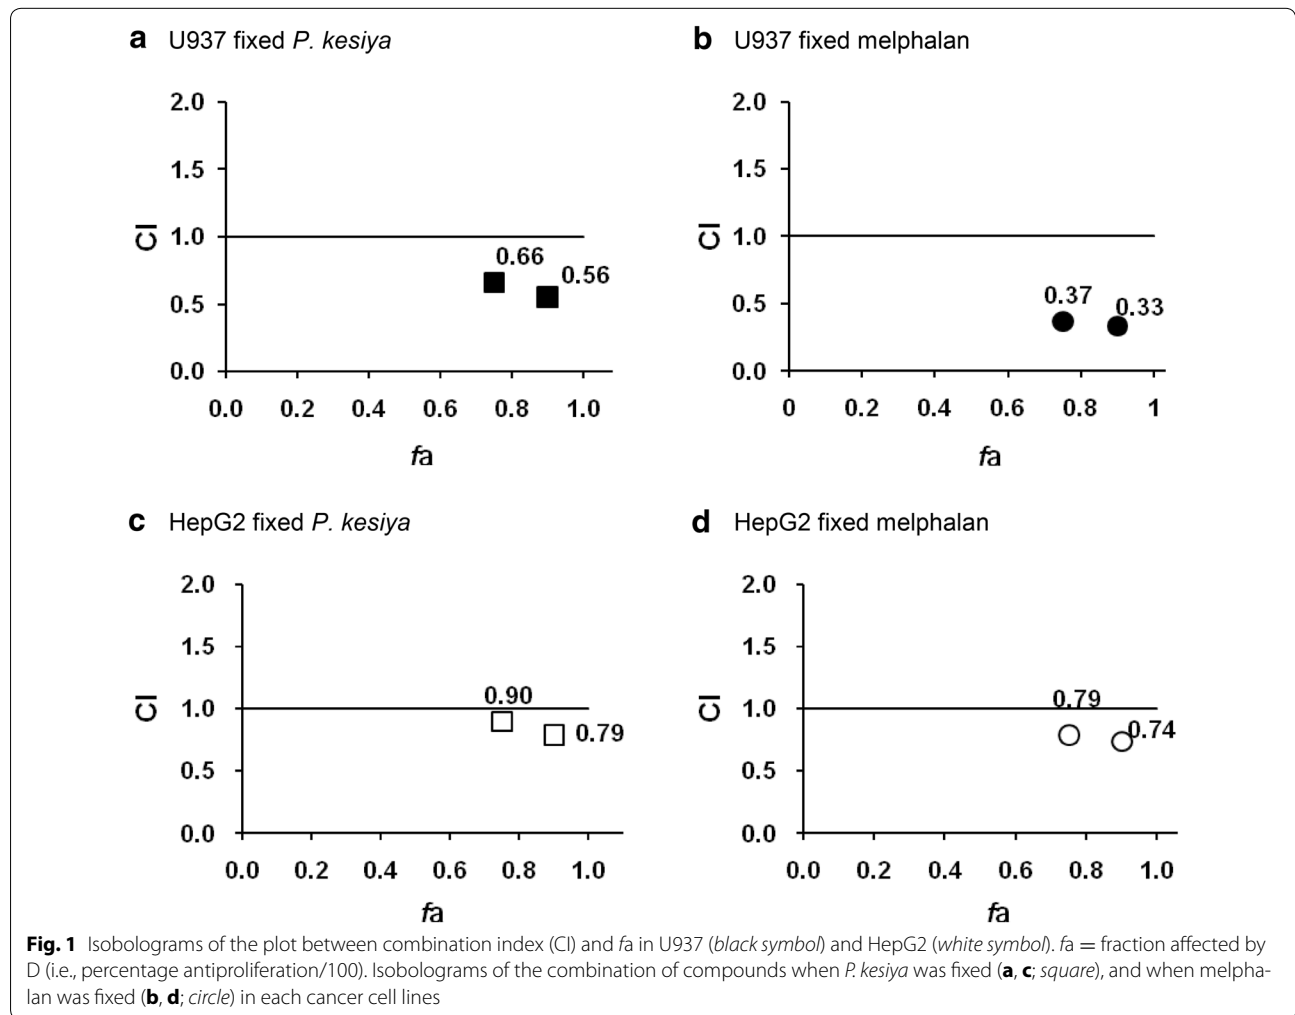 a U937 fixed P. kesiya
2.0
1.5
1.0
0.5
0.0
CI
0.66
0.56
0.0 0.2 0.4 0.6 0.8 1.0
fa
b U937 fixed melphalan
2.0
1.5
1.0
0.5
0.0
CI
0.37
0.33
0 0.2 0.4 0.6 0.8 1
fa
c HepG2 fixed P. kesiya
2.0
1.5
1.0
0.5
0.0
CI
0.90
0.79
0.0 0.2 0.4 0.6 0.8 1.0
fa
d HepG2 fixed melphalan
2.0
1.5
1.0
0.5
0.0
CI
0.79
0.74
0.0 0.2 0.4 0.6 0.8 1.0
fa
Fig. 1 Isobolograms of the plot between combination index (CI) and fa in U937 (black symbol) and HepG2 (white symbol). fa = fraction affected by
D (i.e., percentage antiproliferation/100). Isobolograms of the combination of compounds when P. kesiya was fixed (a, c; square), and when melpha-
lan was fixed (b, d; circle) in each cancer cell lines